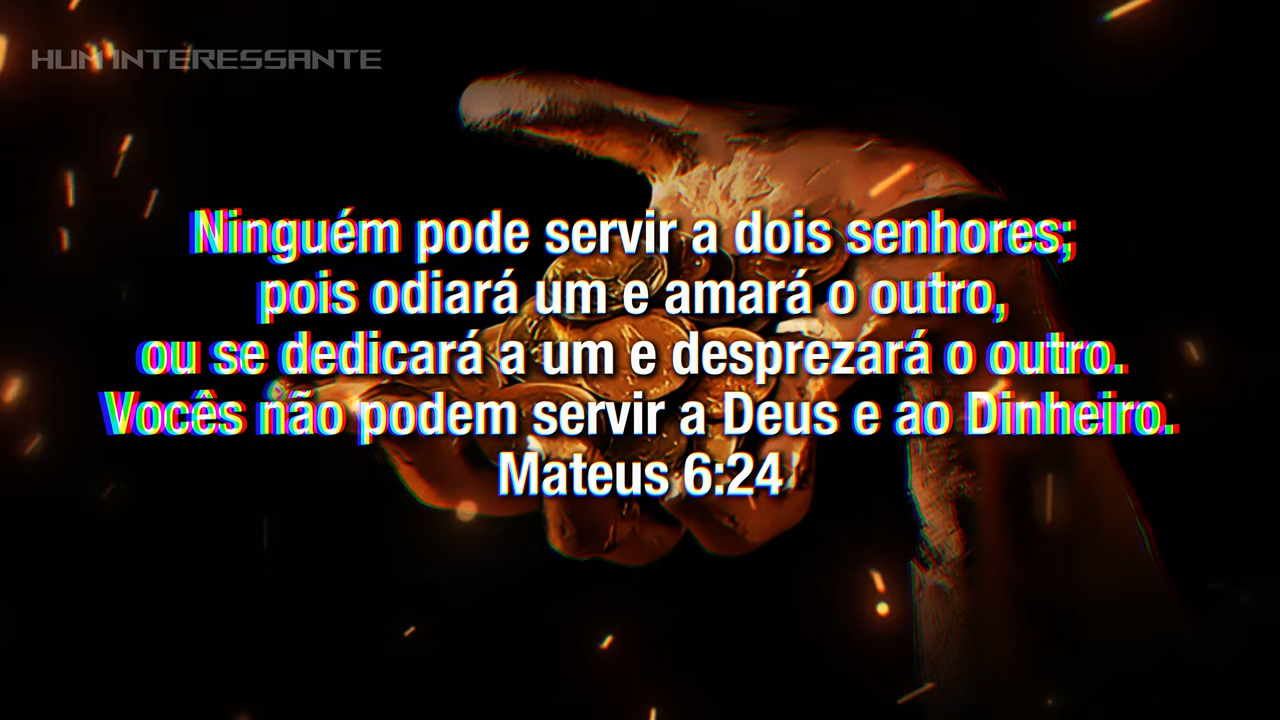 HUM INTERESSANTE
Ninguém pode servir a dois senhores;
pois odiará um e amará o outro,
ou se dedicará a um e desprezará o outro.
Vocês não podem servir a Deus e ao Dinheiro.
Mateus 6:24